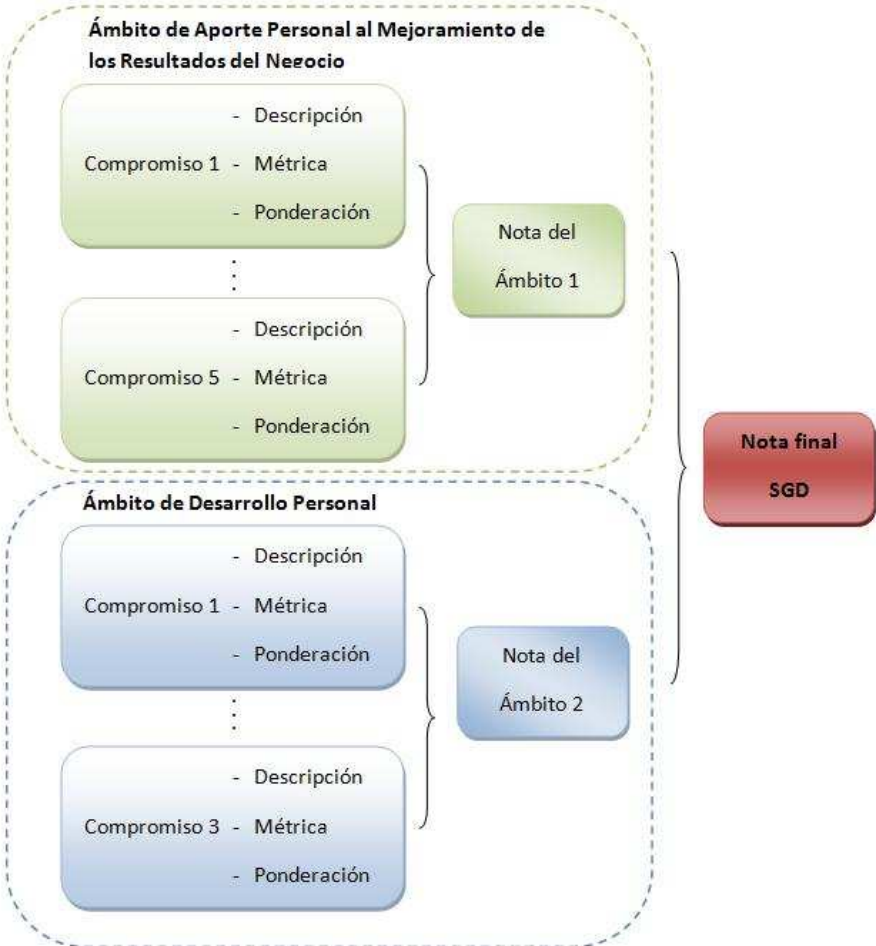 Ámbito de Aporte Personal al Mejoramiento de
los Resultados del Negocio
- Descripción
Compromiso 1 - Métrica
- Ponderación
⋮
- Descripción
Compromiso 5 - Métrica
- Ponderación
Nota del
Ámbito 1
Ámbito de Desarrollo Personal
- Descripción
Compromiso 1 - Métrica
- Ponderación
⋮
- Descripción
Compromiso 3 - Métrica
- Ponderación
Nota del
Ámbito 2
Nota final
SGD